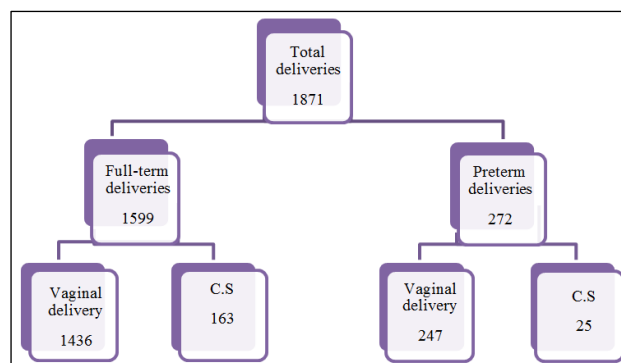 Total
deliveries
1871
Full-term
deliveries
1599
Preterm
deliveries
272
Vaginal
delivery
1436
C.S
163
Vaginal
delivery
247
C.S
25